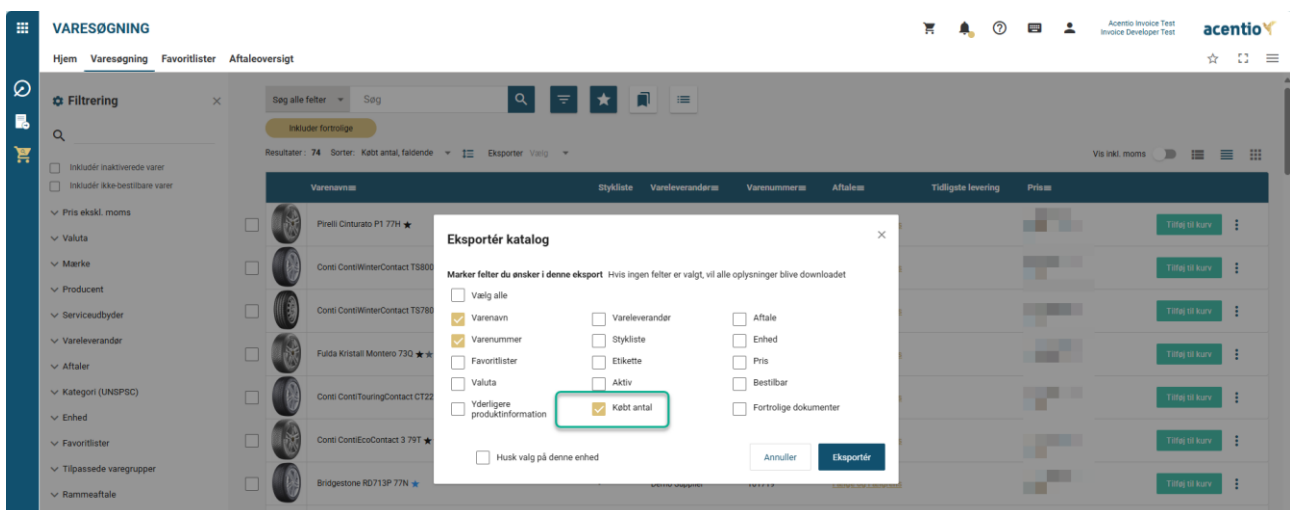 VARESØGNING
Acentio Invoice Test
Invoice Developer Test
acentio
Hjem Varesøgning Favoritlister Aftaleoversigt
Filtrering
Søg alle felter Søg
Inkluder fortrolige
Resultater: 74 Sorter: Købt antal, faldende Eksporter Vælg
Vis inkl. moms
Inkludér inaktiverede varer
Inkludér ikke-bestilbare varer
Pris ekskl. moms
Valuta
Mærke
Producent
Serviceudbyder
Vareleverandør
Aftaler
Kategori (UNSPSC)
Enhed
Favoritlister
Tilpassede varegrupper
Rammeaftale
Varenavn Stykliste Vareleverandør Varenummer Aftale Tidligste levering Pris
Pirelli Cinturato P1 77H Tilføj til kurv
Conti ContiWinterContact TS800 Tilføj til kurv
Conti ContiWinterContact TS780 Tilføj til kurv
Fulda Kristall Montero 73Q Tilføj til kurv
Conti ContiTouringContact CT22 Tilføj til kurv
Conti ContiEcoContact 3 79T Tilføj til kurv
Bridgestone RD713P 77N Tilføj til kurv
Eksportér katalog
Marker felter du ønsker i denne eksport Hvis ingen felter er valgt, vil alle oplysninger blive downloadet
Vælg alle
Varenavn Vareleverandør Aftale
Varenummer Stykliste Enhed
Favoritlister Etikette Pris
Valuta Aktiv Bestilbar
Yderligere
produktinformation
Købt antal Fortrolige dokumenter
Husk valg på denne enhed
Annuller Eksportér